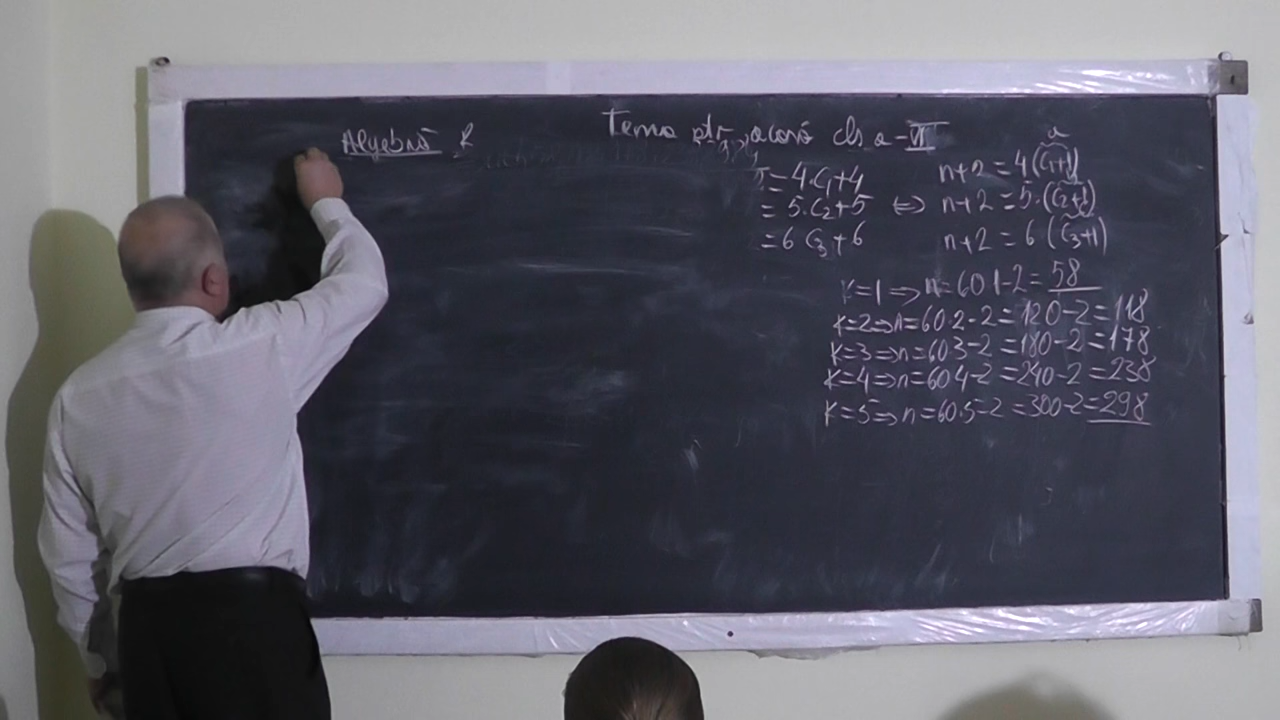 Algebră
Tema ptr. acasă cls a-VI
a
= 4·C₁+4
n+2 = 4(C₁+1)
= 5·C₂+5 ⇔ n+2 = 5·(C₂+1)
= 6 C₃+6
n+2 = 6 (C₃+1)
K=1 ⇒ n=60 1-2 = 58
K=2 ⇒ n=60·2-2 = 120-2 = 118
K=3 ⇒ n=60 3-2 = 180-2 = 178
K=4 ⇒ n=60 4-2 = 240-2 = 238
K=5 ⇒ n=60·5-2 = 300-2 = 298